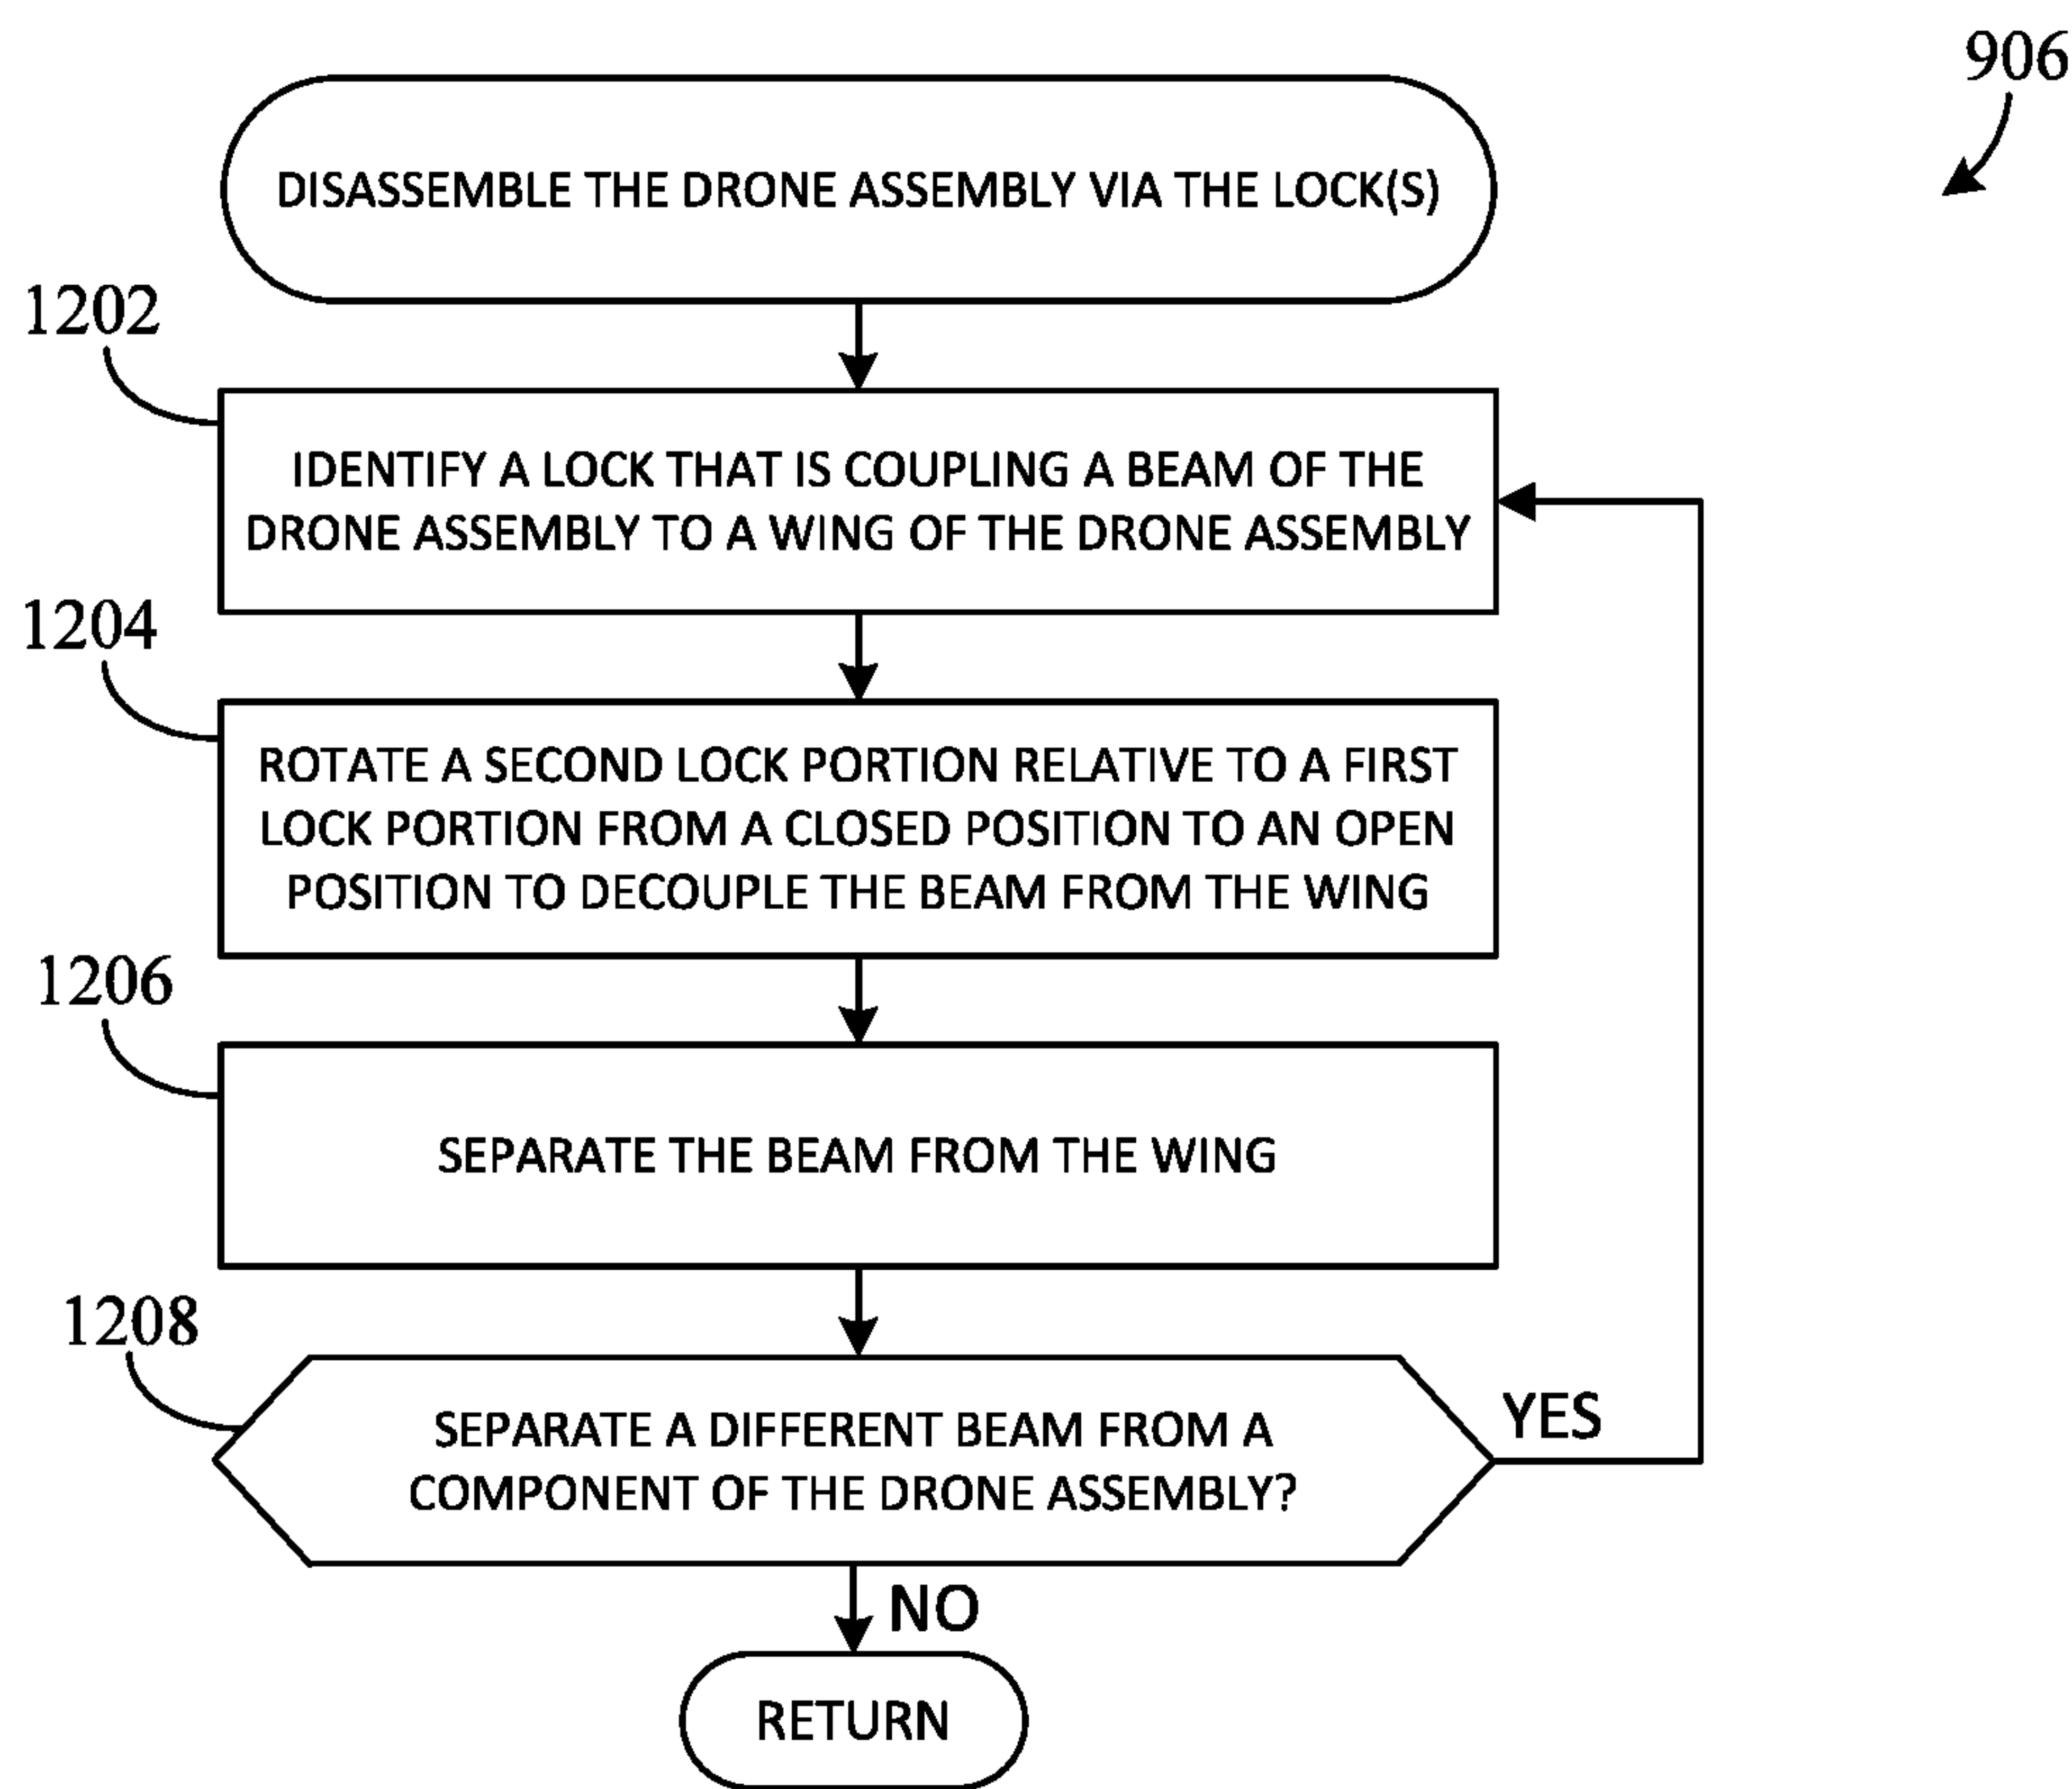 906
DISASSEMBLE THE DRONE ASSEMBLY VIA THE LOCK(S)
1202
IDENTIFY A LOCK THAT IS COUPLING A BEAM OF THE
DRONE ASSEMBLY TO A WING OF THE DRONE ASSEMBLY
1204
ROTATE A SECOND LOCK PORTION RELATIVE TO A FIRST
LOCK PORTION FROM A CLOSED POSITION TO AN OPEN
POSITION TO DECOUPLE THE BEAM FROM THE WING
1206
SEPARATE THE BEAM FROM THE WING
1208
SEPARATE A DIFFERENT BEAM FROM A
COMPONENT OF THE DRONE ASSEMBLY?
YES
NO
RETURN